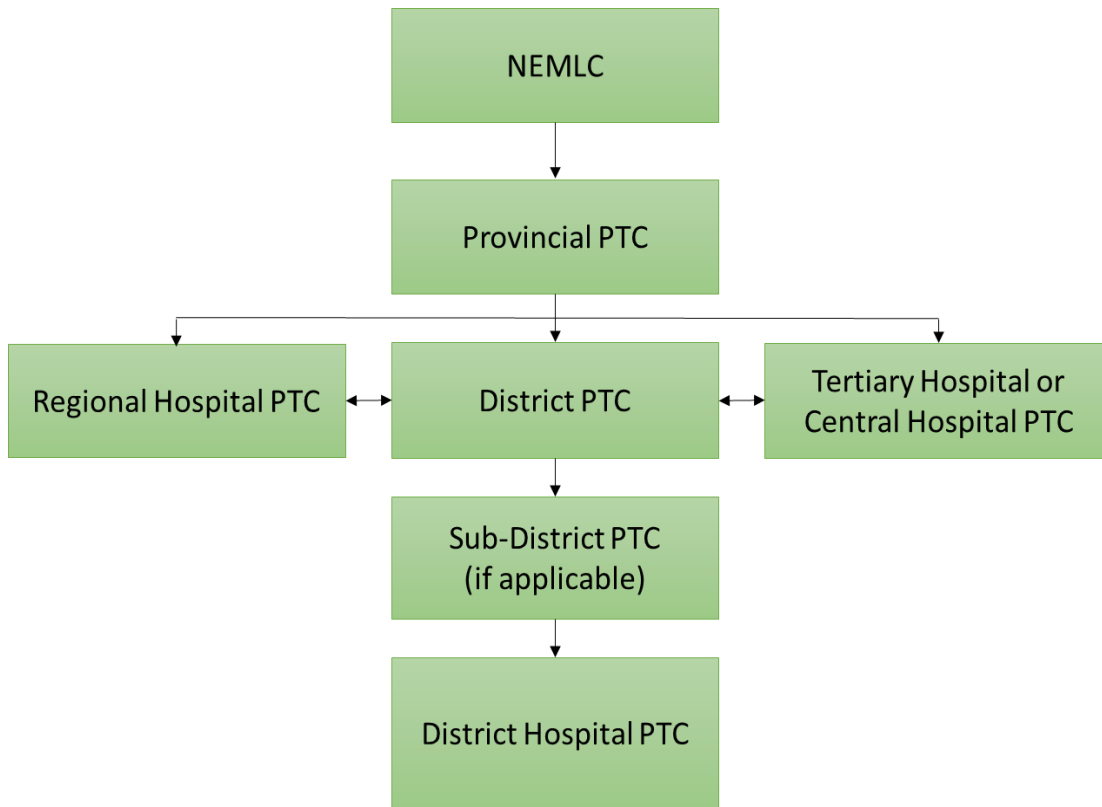 NEMLC
Provincial PTC
Regional Hospital PTC
District PTC
Tertiary Hospital or
Central Hospital PTC
Sub-District PTC
(if applicable)
District Hospital PTC